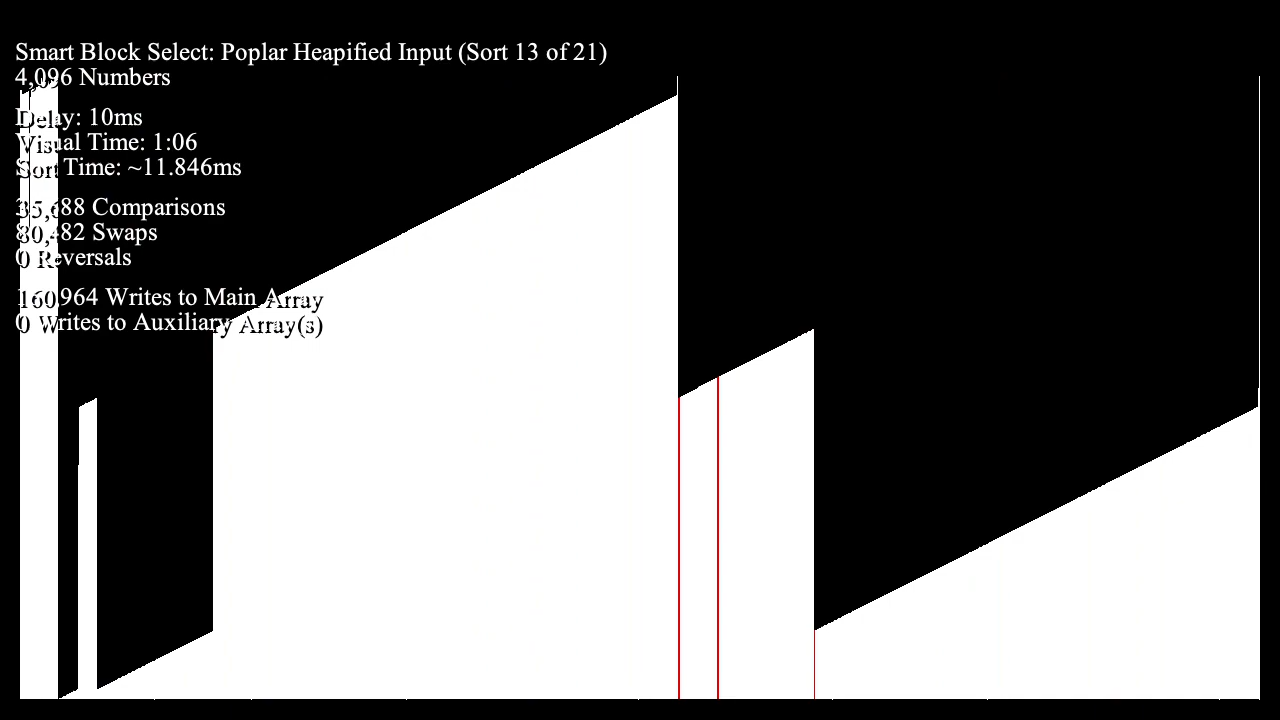 Smart Block Select: Poplar Heapified Input (Sort 13 of 21)
4,096 Numbers
Delay: 10ms
Visual Time: 1:06
Sort Time: ~11.846ms
Comparisons
80,482 Swaps
0 Reversals
160,964 Writes to Main Array
0 Writes to Auxiliary Array(s)